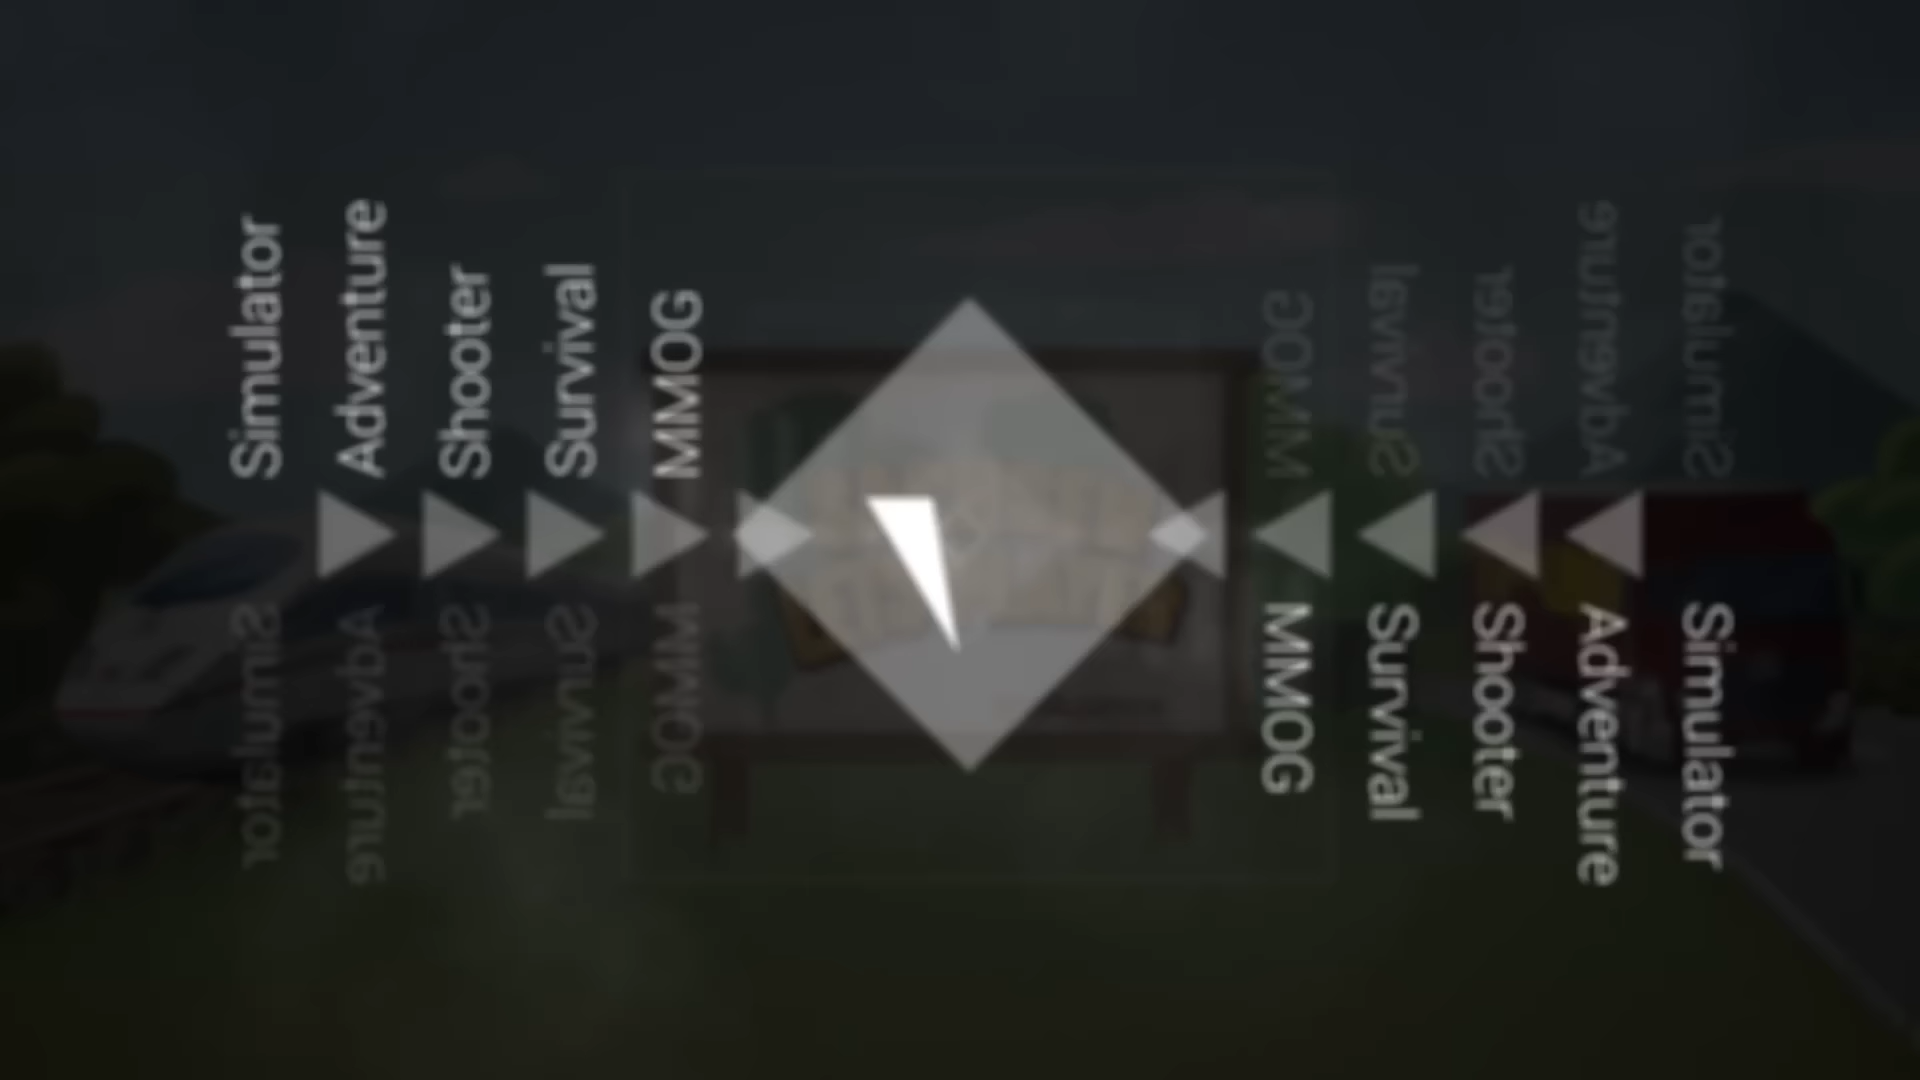 Simulator
Adventure
Shooter
Survival
MMOG
MMOG
Survival
Shooter
Adventure
Simulator